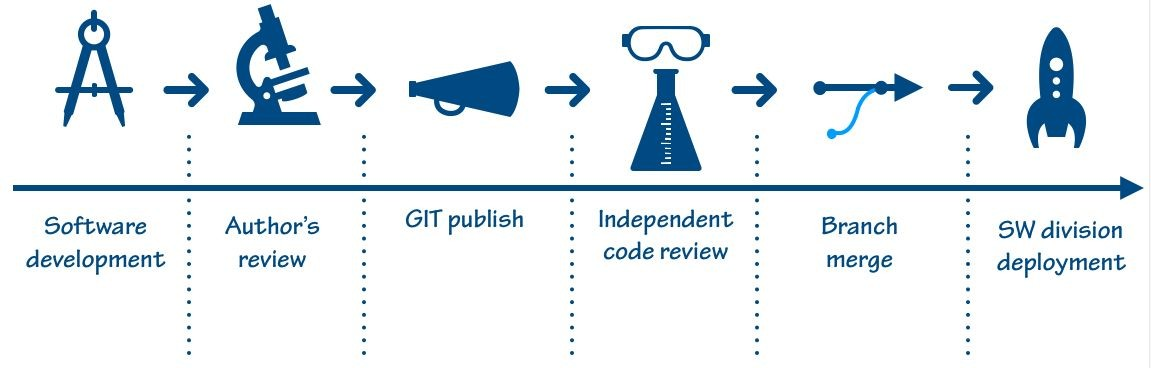 Software
development
Author's
review
GIT publish
Independent
code review
Branch
merge
SW division
deployment